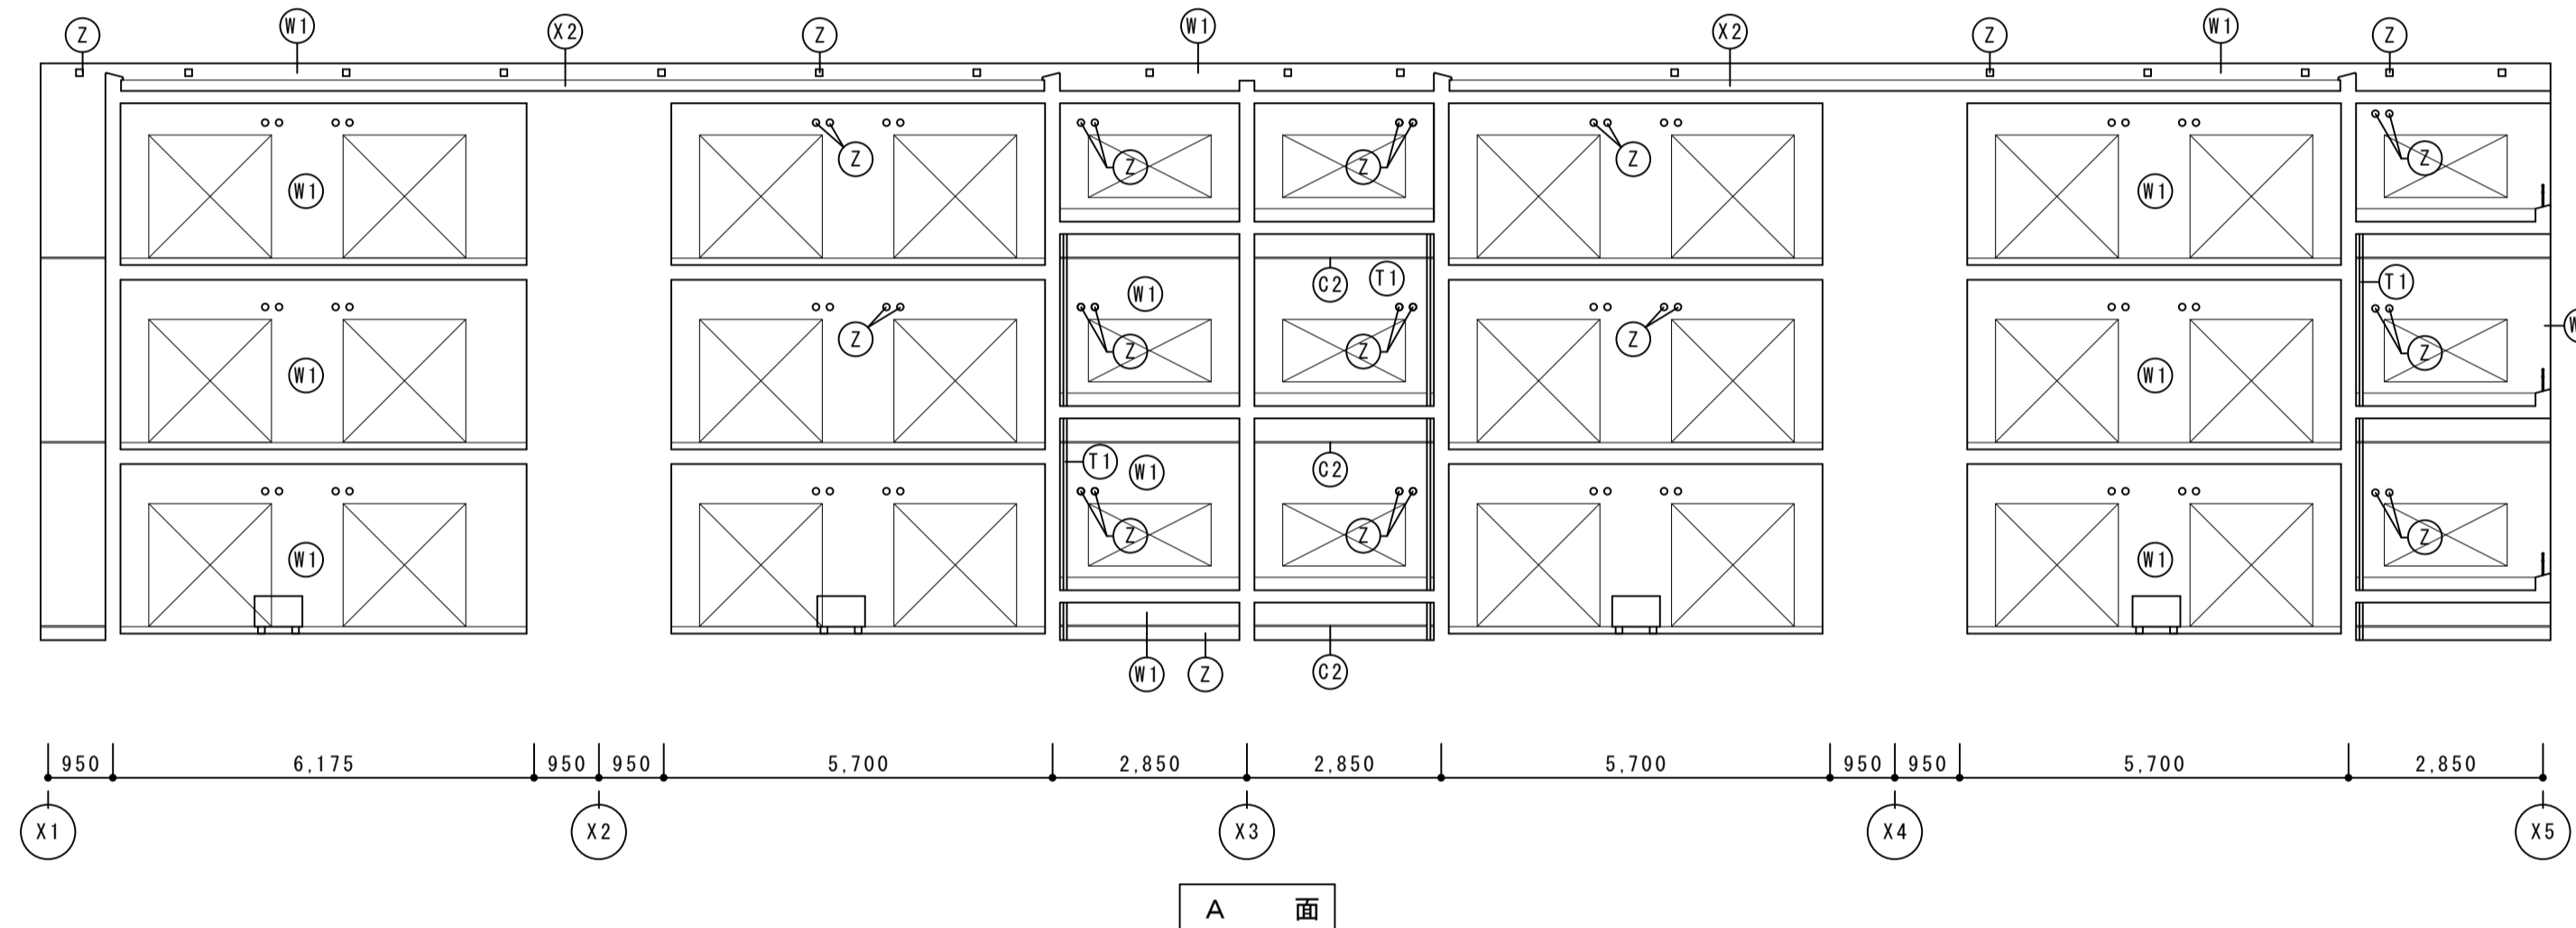 Z W1 X2 Z W1 X2 Z W1 Z
Z Z Z Z Z
W1 Z Z W1
W1 C2 T1 T1
Z Z
W1 Z Z W1 Z
T1 W1 C2
W1 Z Z W1 Z
W1 Z C2
950 6,175 950 950 5,700 2,850 2,850 5,700 950 950 5,700 2,850
X1 X2 X3 X4 X5
A 面